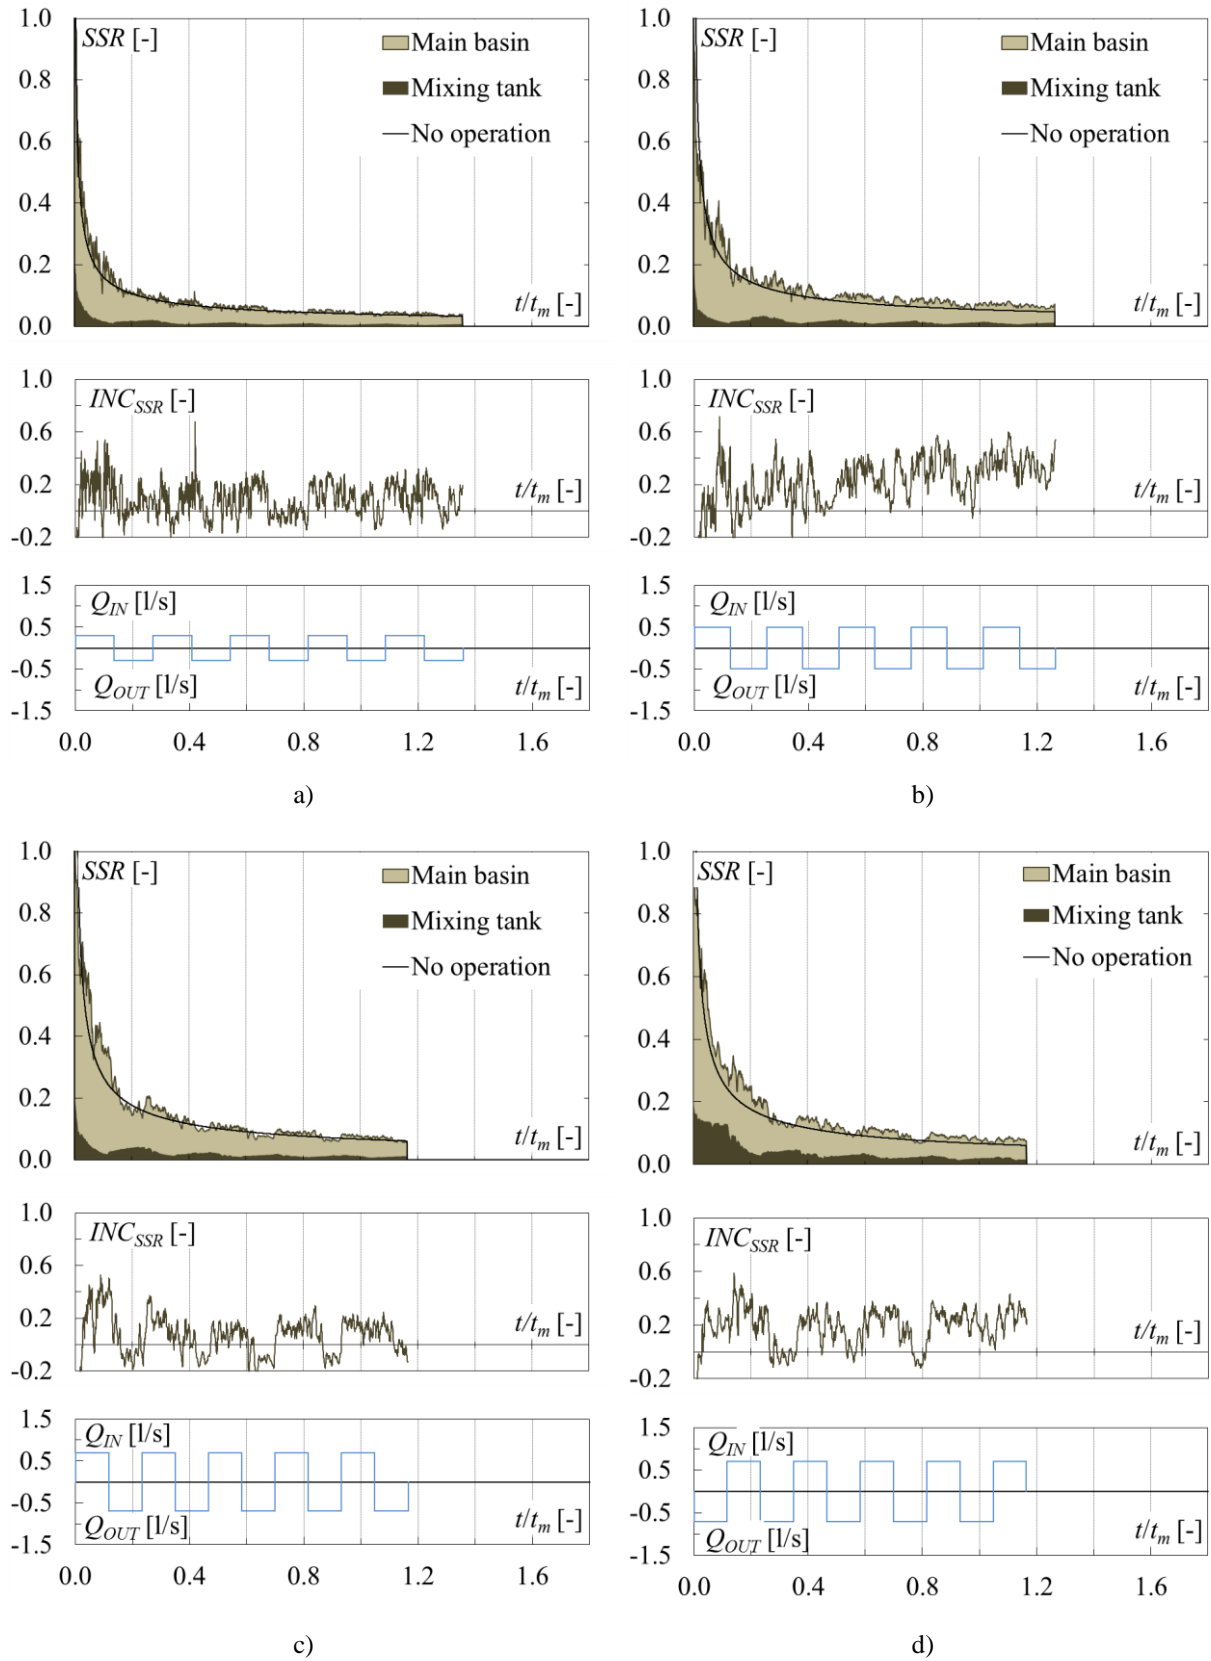 1.0
SSR [-]
Main basin
0.8
Mixing tank
0.6
No operation
0.4
0.2
t/tm [-]
0.0
1.0
INCSSR [-]
0.6
0.2
t/tm [-]
-0.2
1.5
QIN [l/s]
0.5
-0.5
QOUT [l/s]
t/tm [-]
-1.5
0.0 0.4 0.8 1.2 1.6
a)
1.0
SSR [-]
Main basin
0.8
Mixing tank
0.6
No operation
0.4
0.2
t/tm [-]
0.0
1.0
INCSSR [-]
0.6
0.2
t/tm [-]
-0.2
1.5
QIN [l/s]
0.5
-0.5
QOUT [l/s]
t/tm [-]
-1.5
0.0 0.4 0.8 1.2 1.6
b)
1.0
SSR [-]
Main basin
0.8
Mixing tank
0.6
No operation
0.4
0.2
t/tm [-]
0.0
1.0
INCSSR [-]
0.6
0.2
t/tm [-]
-0.2
1.5
QIN [l/s]
0.5
-0.5
QOUT [l/s]
t/tm [-]
-1.5
0.0 0.4 0.8 1.2 1.6
c)
1.0
SSR [-]
Main basin
0.8
Mixing tank
0.6
No operation
0.4
0.2
t/tm [-]
0.0
1.0
INCSSR [-]
0.6
0.2
t/tm [-]
-0.2
1.5
QIN [l/s]
0.5
-0.5
QOUT [l/s]
t/tm [-]
-1.5
0.0 0.4 0.8 1.2 1.6
d)